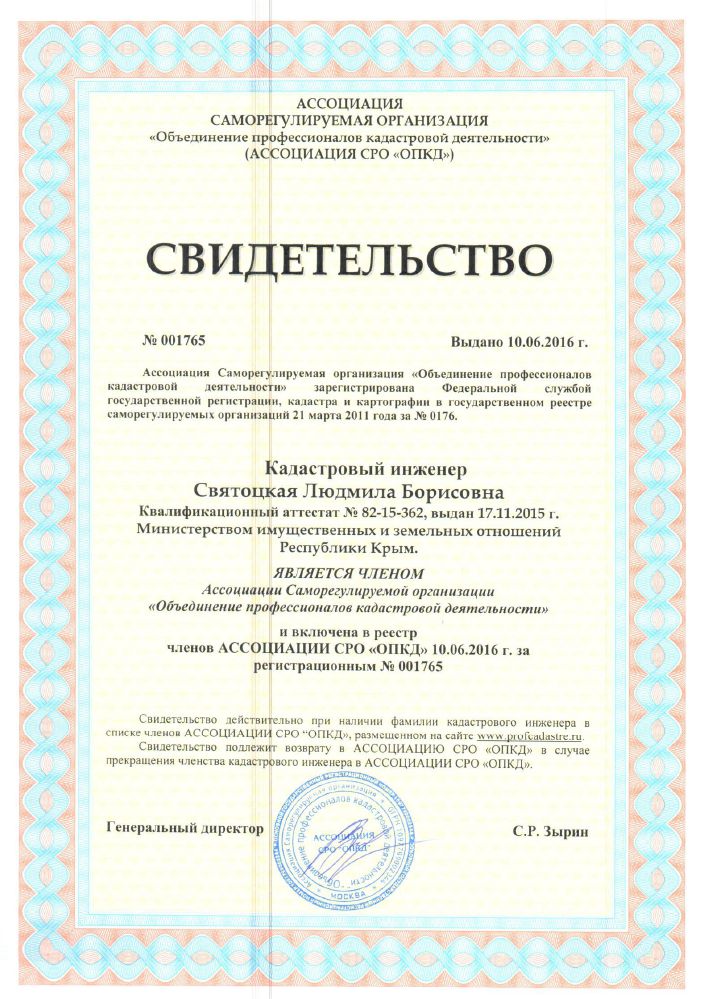 АССОЦИАЦИЯ
САМОРЕГУЛИРУЕМАЯ ОРГАНИЗАЦИЯ
«Объединение профессионалов кадастровой деятельности»
(АССОЦИАЦИЯ СРО «ОПКД»)
СВИДЕТЕЛЬСТВО
№ 001765 Выдано 10.06.2016 г.
Ассоциация Саморегулируемая организация «Объединение профессионалов
кадастровой деятельности» зарегистрирована Федеральной службой
государственной регистрации, кадастра и картографии в государственном реестре
саморегулируемых организаций 21 марта 2011 года за № 0176.
Кадастровый инженер
Святоцкая Людмила Борисовна
Квалификационный аттестат № 82-15-362, выдан 17.11.2015 г.
Министерством имущественных и земельных отношений
Республики Крым.
ЯВЛЯЕТСЯ ЧЛЕНОМ
Ассоциации Саморегулируемой организации
«Объединение профессионалов кадастровой деятельности»
и включена в реестр
членов АССОЦИАЦИИ СРО «ОПКД» 10.06.2016 г. за
регистрационным № 001765
Свидетельство действительно при наличии фамилии кадастрового инженера в
списке членов АССОЦИАЦИИ СРО "ОПКД», размещенном на сайте www.profcadastre.ru.
Свидетельство подлежит возврату в АССОЦИАЦИЮ СРО «ОПКД» в случае
прекращения членства кадастрового инженера в АССОЦИАЦИИ СРО «ОПКД».
Генеральный директор С.Р. Зырин
Ассоциация Саморегулируемая организация
Объединение профессионалов кадастровой деятельности
АССОЦИАЦИЯ
СРО "ОПКД"
МОСКВА